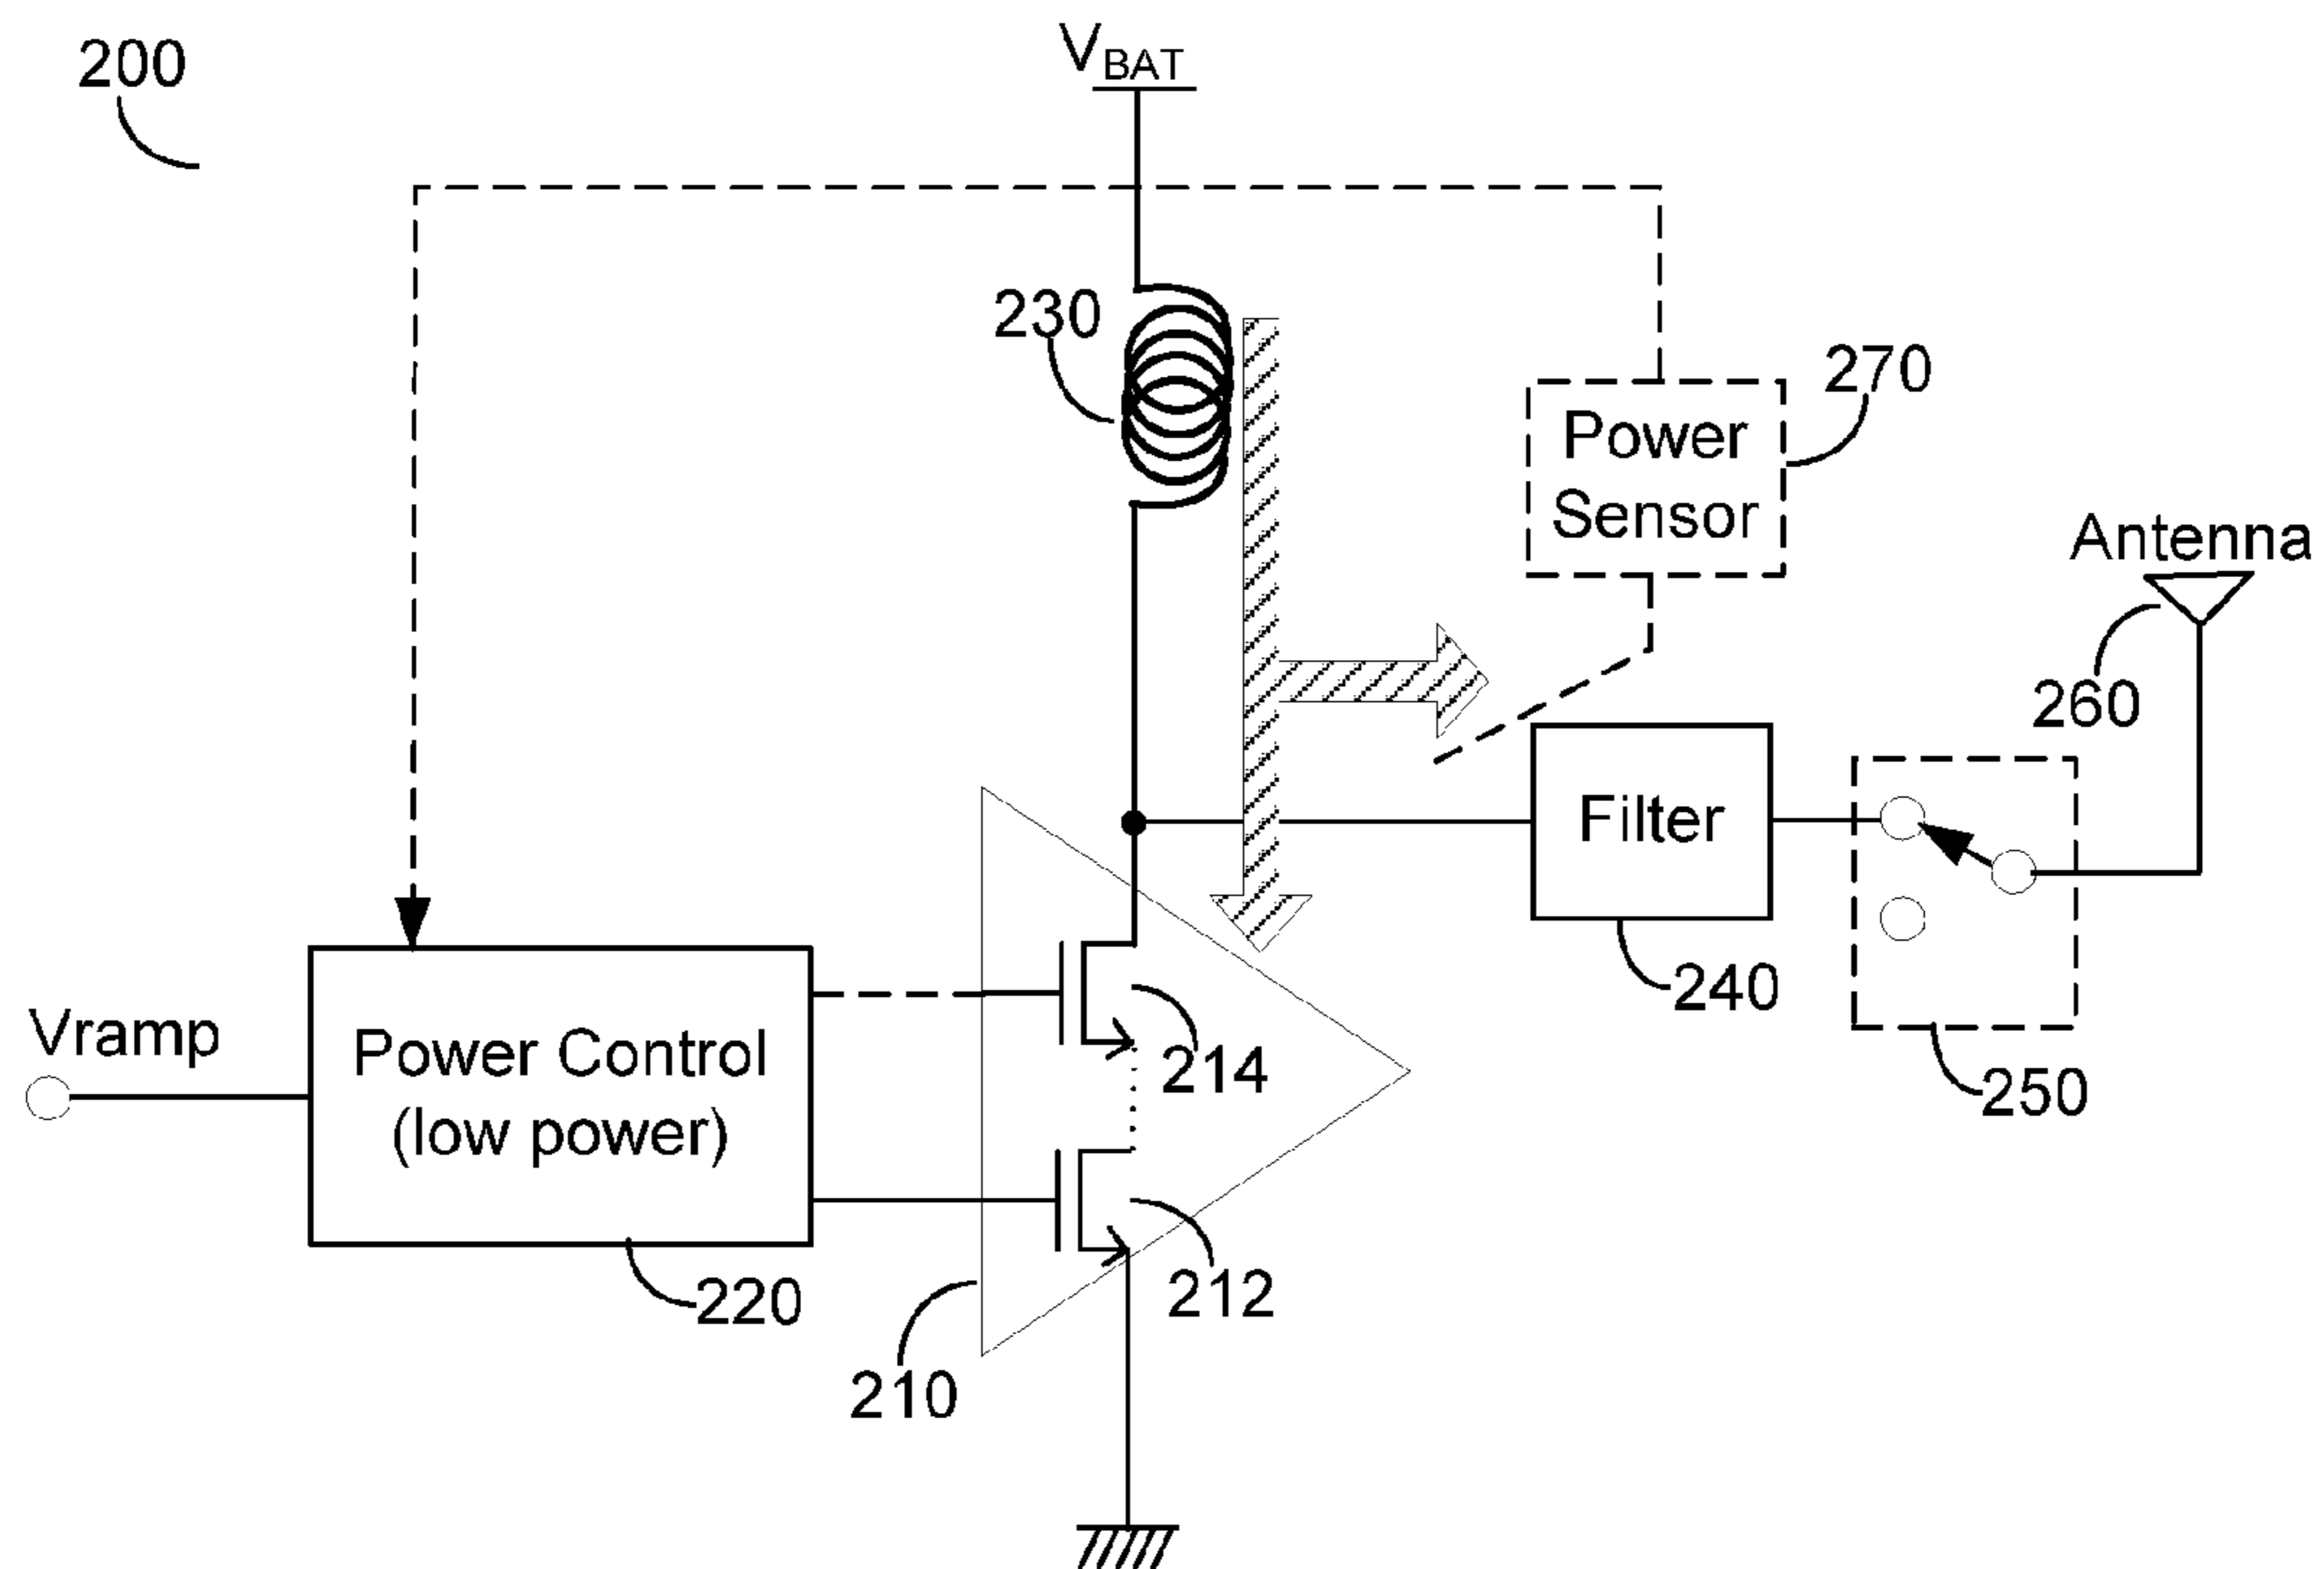 200
VBAT
230
270
Power
Sensor
Antenna
260
Filter
240
250
Vramp
Power Control
(low power)
214
212
220
210